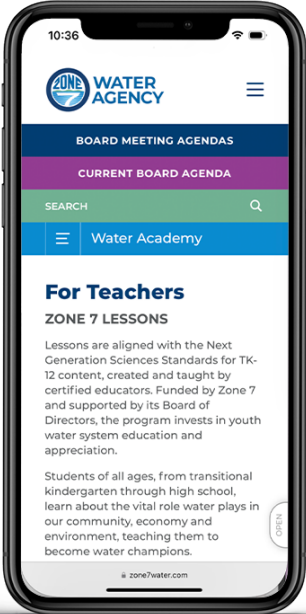 10:36
ZONE
7
WATER
AGENCY
BOARD MEETING AGENDAS
CURRENT BOARD AGENDA
SEARCH
Water Academy
For Teachers
ZONE 7 LESSONS
Lessons are aligned with the Next
Generation Sciences Standards for TK-
12 content, created and taught by
certified educators. Funded by Zone 7
and supported by its Board of
Directors, the program invests in youth
water system education and
appreciation.
Students of all ages, from transitional
kindergarten through high school,
learn about the vital role water plays in
our community, economy and
environment, teaching them to
become water champions.
OPEN
zone7water.com